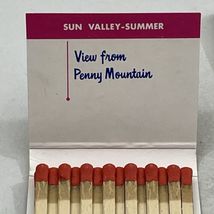 SUN VALLEY-SUMMER
View from
Penny Mountain